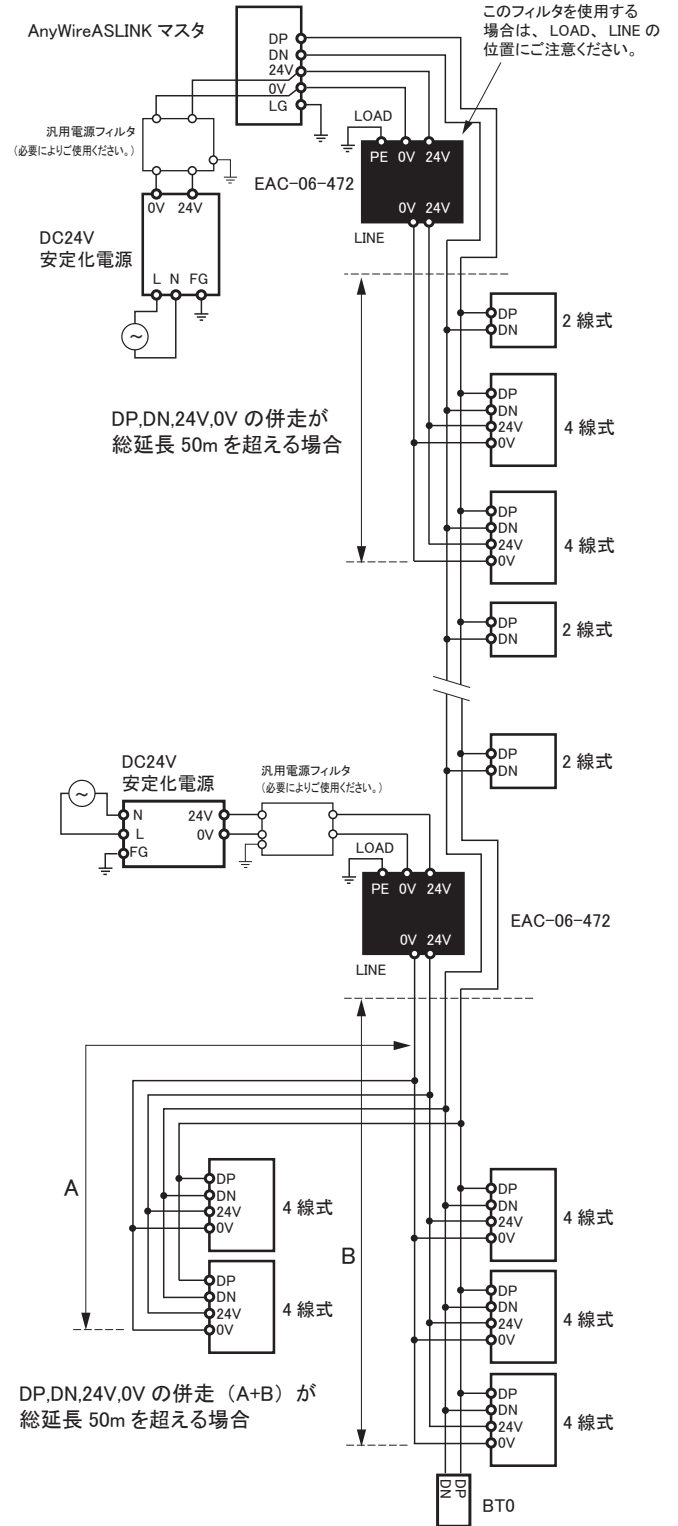 このフィルタを使用する
場合は、LOAD、LINE の
位置にご注意ください。
AnyWireASLINK マスタ
DP
DN
24V
0V
LG
汎用電源フィルタ
(必要によりご使用ください。)
LOAD
PE 0V 24V
EAC-06-472
0V 24V
LINE
0V 24V
DC24V
安定化電源
L N FG
~
DP
DN
2 線式
DP,DN,24V,0V の併走が
総延長 50m を超える場合
DP
DN
24V
0V
4 線式
DP
DN
24V
0V
4 線式
DP
DN
2 線式
DP
DN
2 線式
DC24V
安定化電源
汎用電源フィルタ
(必要によりご使用ください。)
~
N
L
FG
24V
0V
LOAD
PE 0V 24V
EAC-06-472
0V 24V
LINE
A
B
DP
DN
24V
0V
4 線式
DP
DN
24V
0V
4 線式
DP
DN
24V
0V
4 線式
DP
DN
24V
0V
4 線式
DP
DN
24V
0V
4 線式
DP,DN,24V,0V の併走（A+B）が
総延長 50m を超える場合
DP
DN
BT0